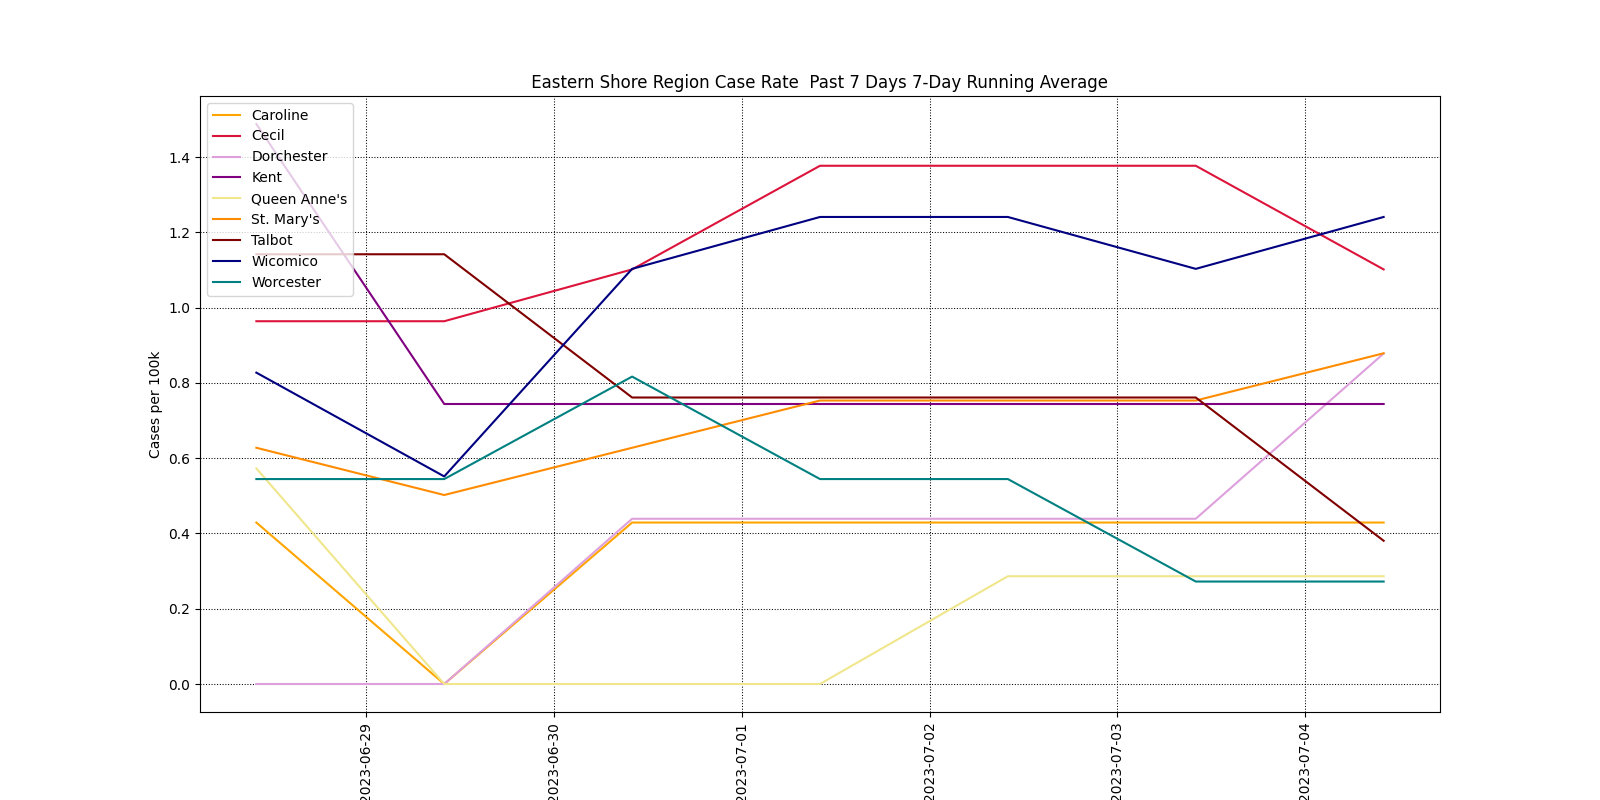 Eastern Shore Region Case Rate  Past 7 Days 7-Day Running Average
Caroline
Cecil
Dorchester
Kent
Queen Anne's
St. Mary's
Talbot
Wicomico
Worcester
Cases per 100k
1.4
1.2
1.0
0.8
0.6
0.4
0.2
0.0
2023-06-29
2023-06-30
2023-07-01
2023-07-02
2023-07-03
2023-07-04